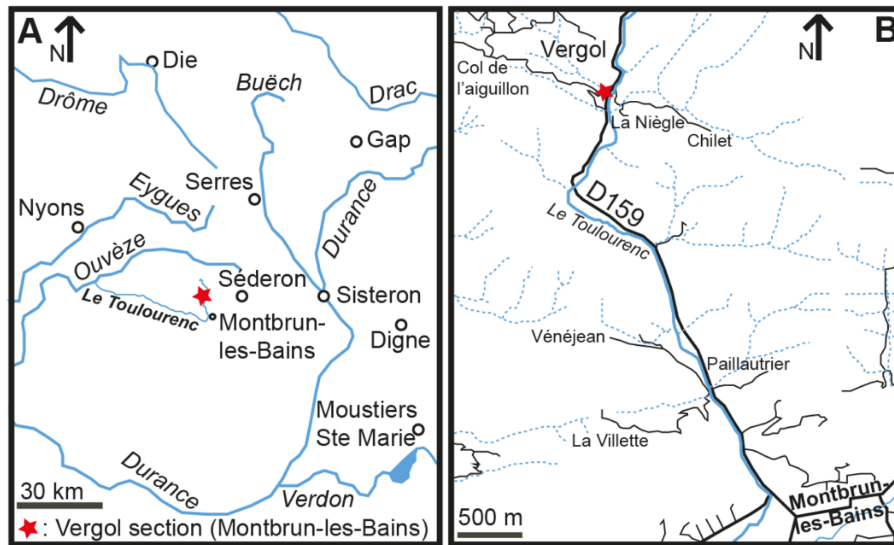 A
N
Die
Drôme
Buëch
Drac
Gap
Serres
Eygues
Nyons
Durance
Ouvèze
Séderon
Sisteron
Le Toulourenc
Montbrun-
les-Bains
Digne
Moustiers
Ste Marie
Durance
Verdon
30 km
: Vergol section (Montbrun-les-Bains)
B
N
Vergol
Col de
l'aiguillon
La Niègle
Chilet
D159
Le Toulourenc
Vénéjean
Paillautrier
La Villette
Montbrun-
les-Bains
500 m